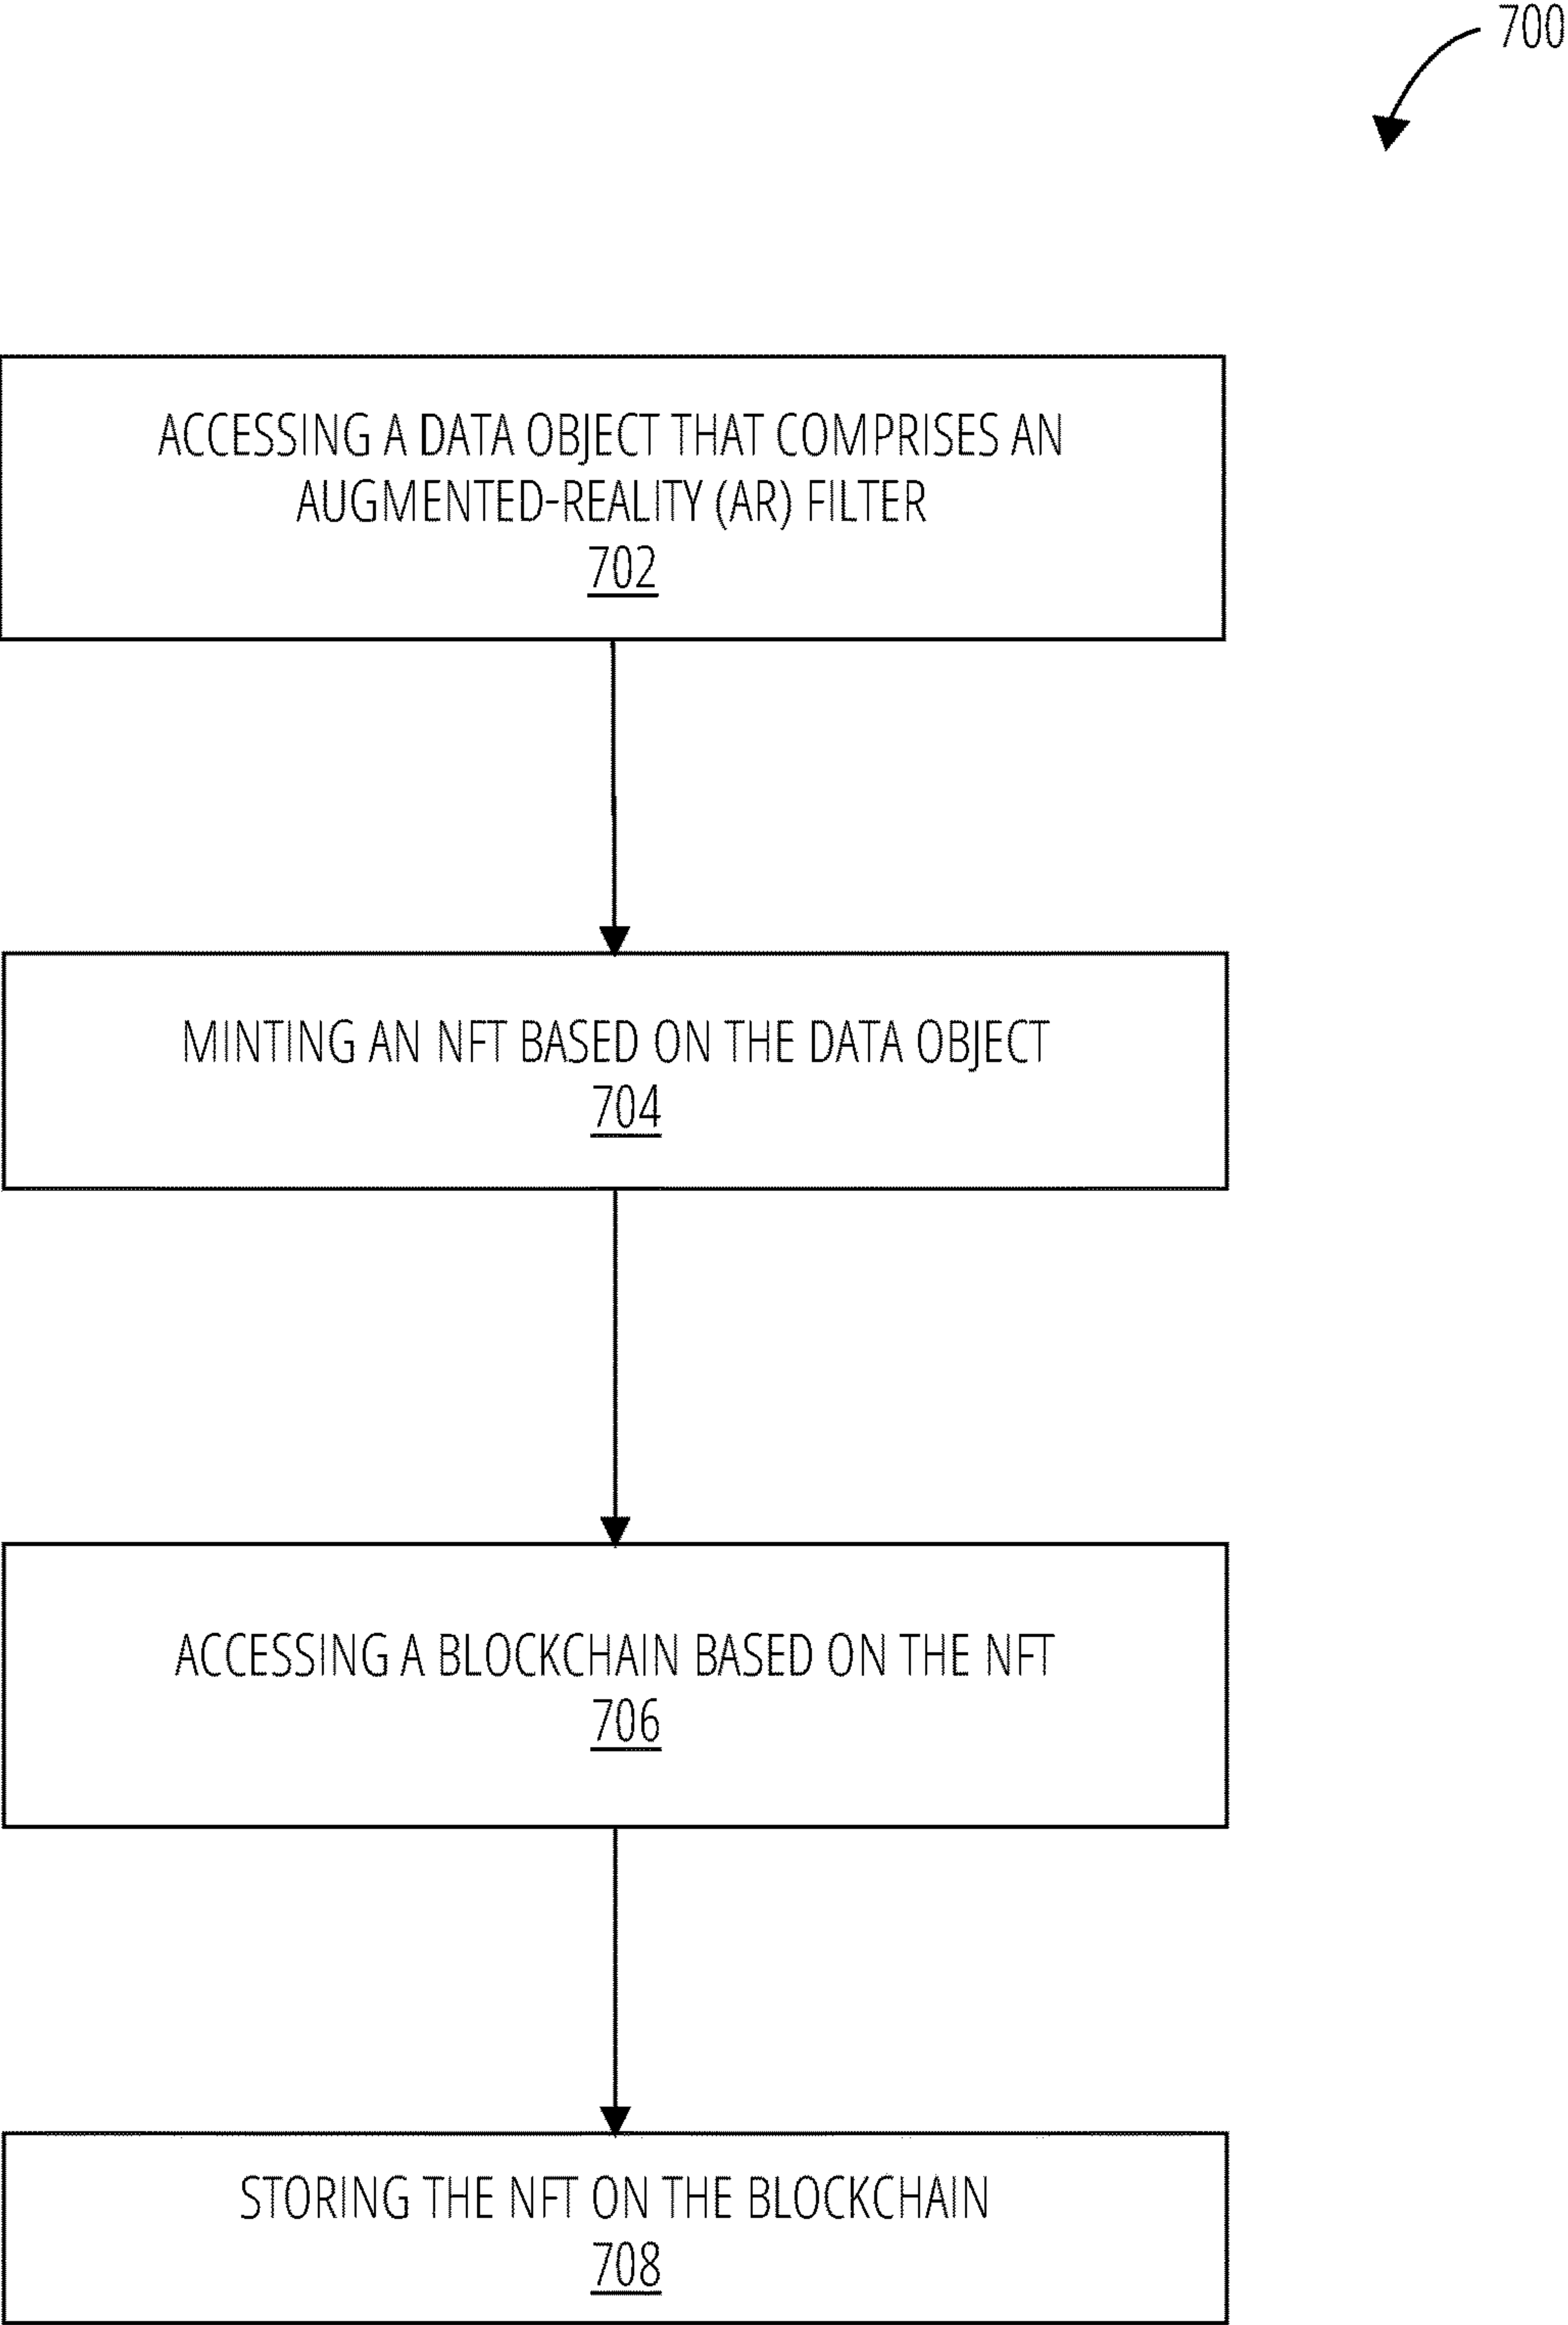 700
ACCESSING A DATA OBJECT THAT COMPRISES AN
AUGMENTED-REALITY (AR) FILTER
702
MINTING AN NFT BASED ON THE DATA OBJECT
704
ACCESSING A BLOCKCHAIN BASED ON THE NFT
706
STORING THE NFT ON THE BLOCKCHAIN
708